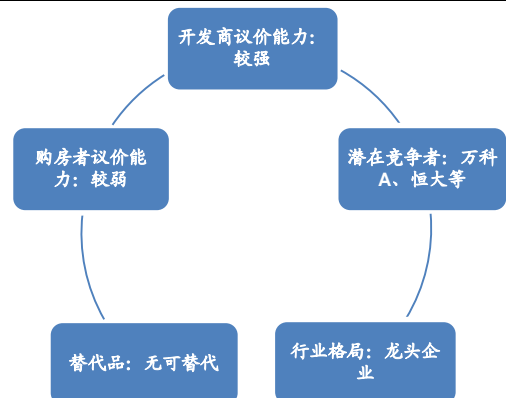 开发商议价能力：
较强
购房者议价能
力：较弱
潜在竞争者：万科
A、恒大等
替代品：无可替代
行业格局：龙头企
业